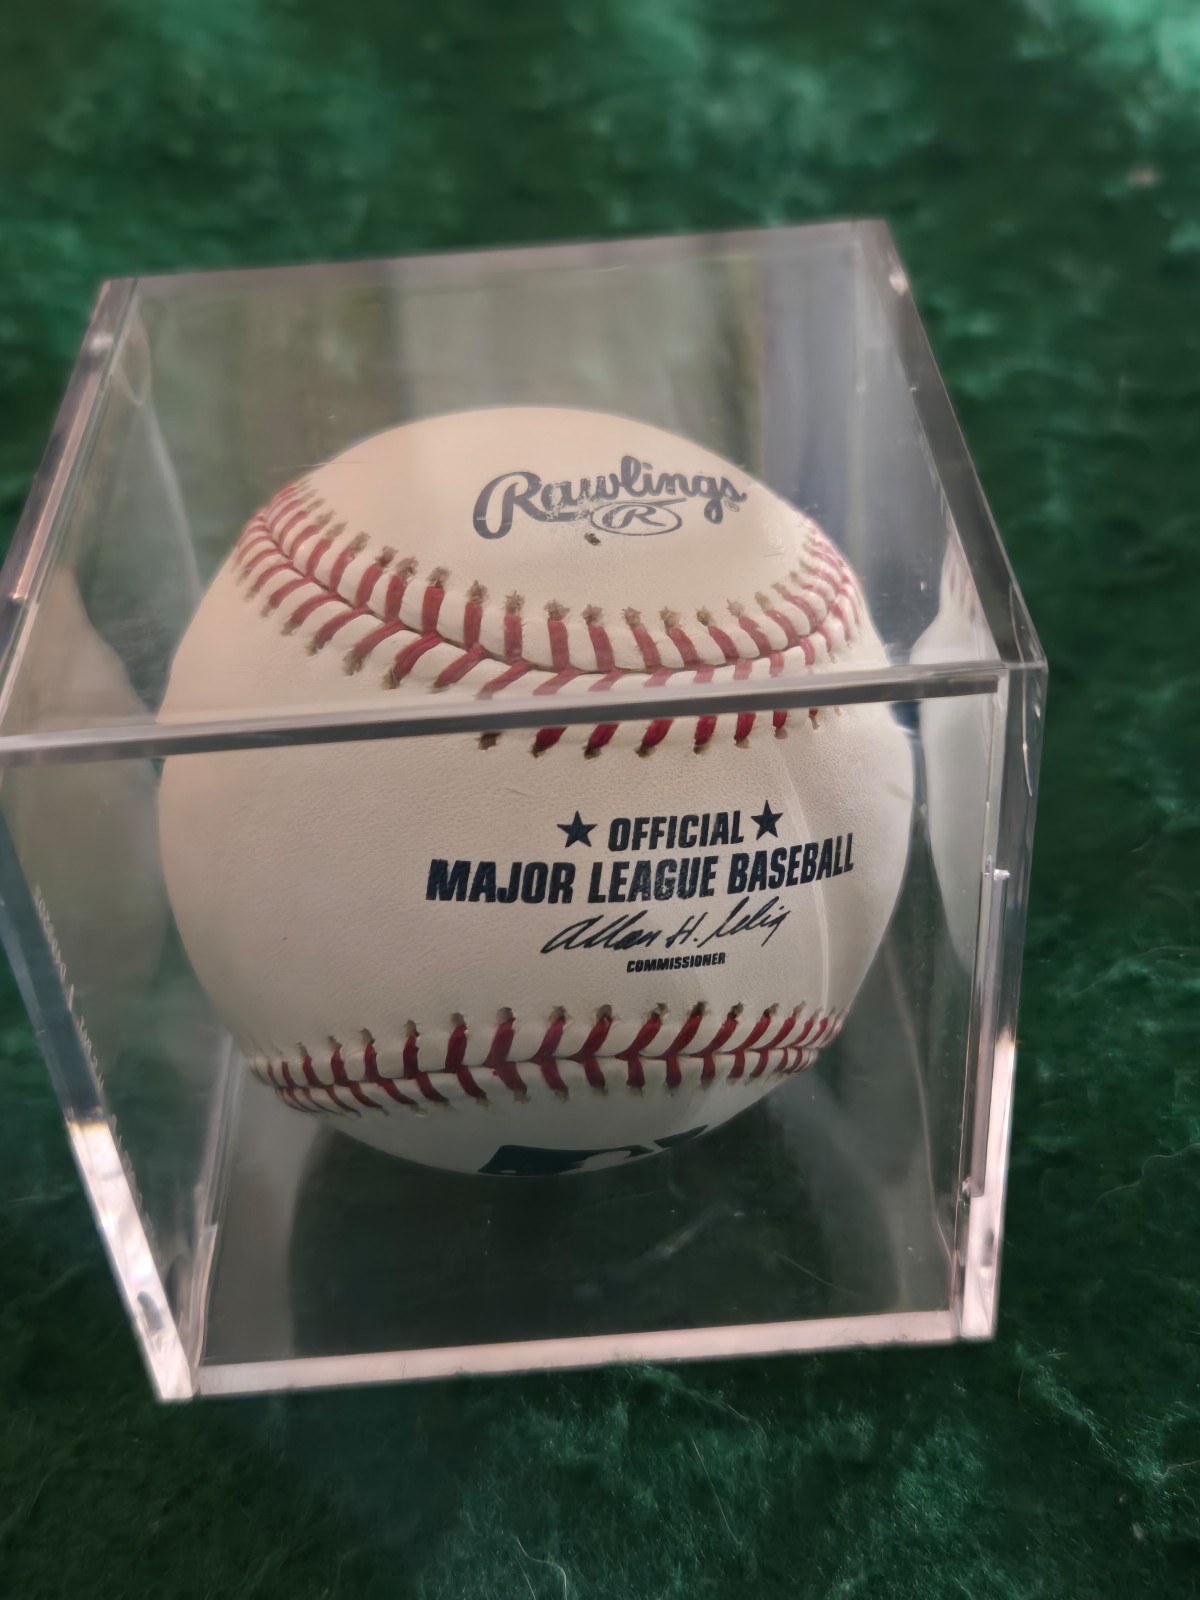 Rawlings
R
★ OFFICIAL ★
MAJOR LEAGUE BASEBALL
Allan H. Selig
COMMISSIONER